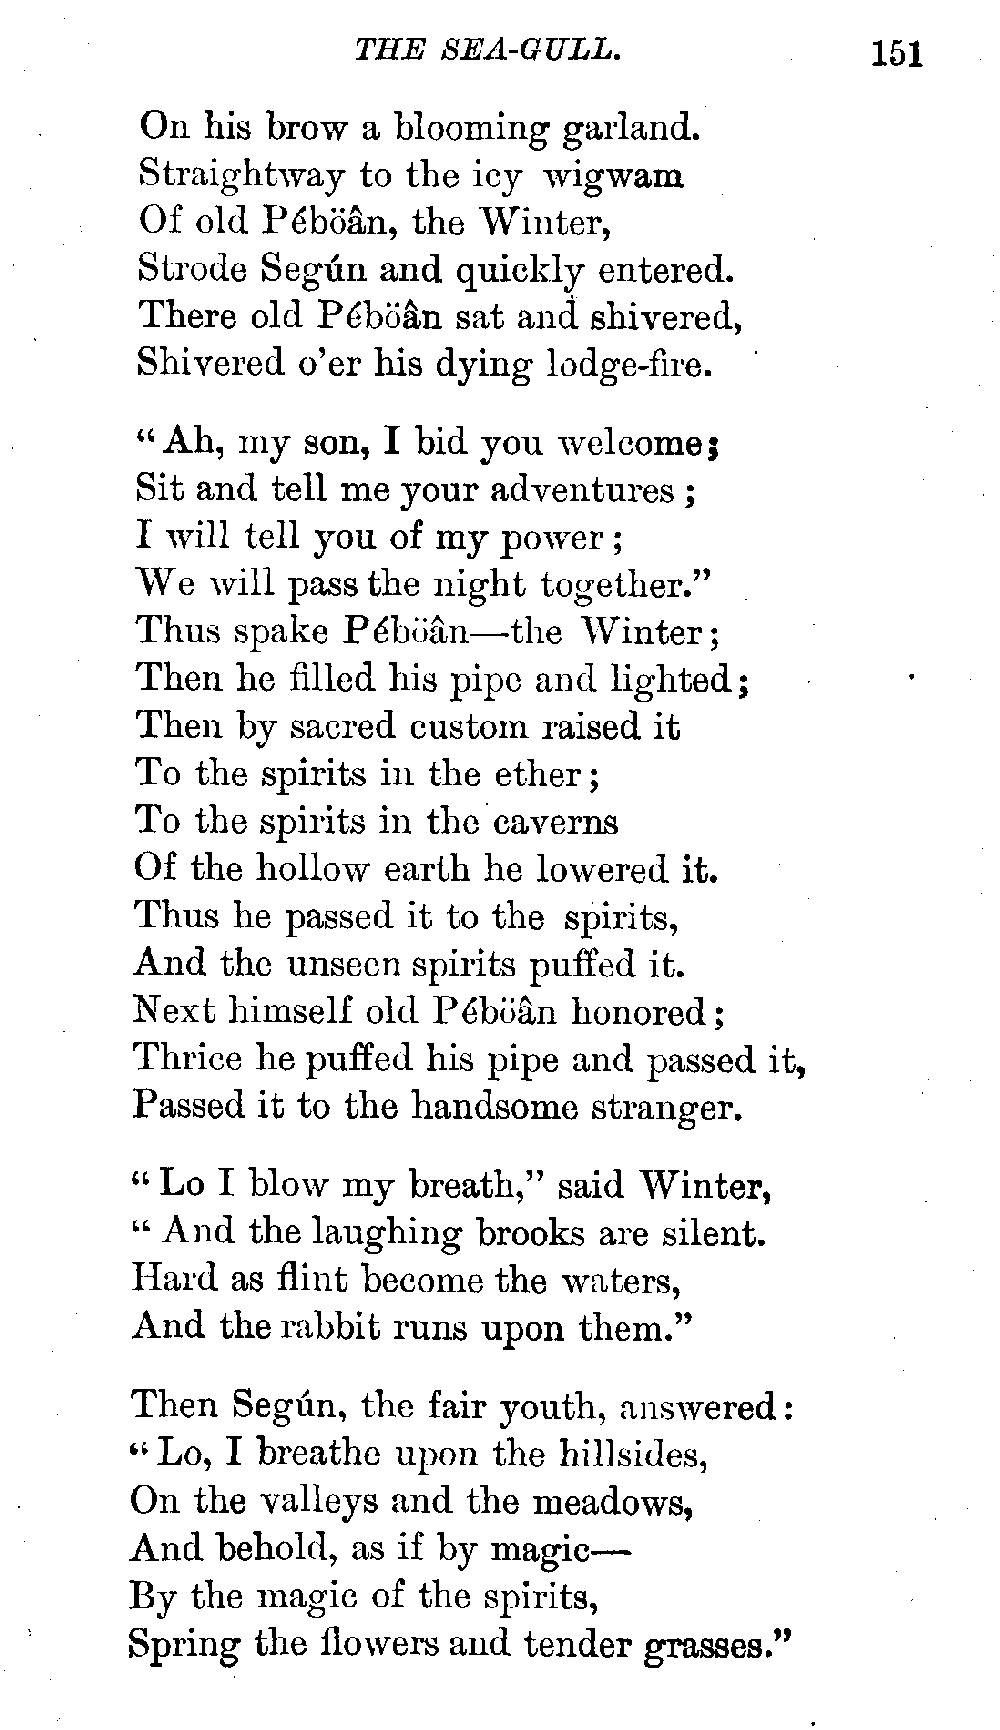 THE SEA-GULL. 151
On his brow a blooming garland.
Straightway to the icy wigwam
Of old Péböân, the Winter,
Strode Según and quickly entered.
There old Péböân sat and shivered,
Shivered o'er his dying lodge-fire.
“Ah, my son, I bid you welcome;
Sit and tell me your adventures;
I will tell you of my power;
We will pass the night together.”
Thus spake Péböân—the Winter;
Then he filled his pipe and lighted;
Then by sacred custom raised it
To the spirits in the ether;
To the spirits in the caverns
Of the hollow earth he lowered it.
Thus he passed it to the spirits,
And the unseen spirits puffed it.
Next himself old Péböân honored;
Thrice he puffed his pipe and passed it,
Passed it to the handsome stranger.
“Lo I blow my breath,” said Winter,
“And the laughing brooks are silent.
Hard as flint become the waters,
And the rabbit runs upon them.”
Then Según, the fair youth, answered:
“Lo, I breathe upon the hillsides,
On the valleys and the meadows,
And behold, as if by magic—
By the magic of the spirits,
Spring the flowers and tender grasses.”